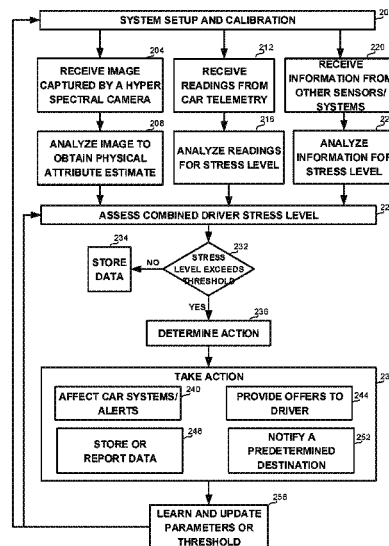 20
SYSTEM SETUP AND CALIBRATION
204
RECEIVE IMAGE
CAPTURED BY A HYPER
SPECTRAL CAMERA
212
RECEIVE
READINGS FROM
CAR TELEMETRY
220
RECEIVE
INFORMATION FROM
OTHER SENSORS/
SYSTEMS
208
ANALYZE IMAGE TO
OBTAIN PHYSICAL
ATTRIBUTE ESTIMATE
216
ANALYZE READINGS
FOR STRESS LEVEL
22
ANALYZE
INFORMATION FOR
STRESS LEVEL
22
ASSESS COMBINED DRIVER STRESS LEVEL
234
STORE
DATA
NO
232
STRESS
LEVEL EXCEEDS
THRESHOLD
YES
236
DETERMINE ACTION
23
TAKE ACTION
240
AFFECT CAR SYSTEMS/
ALERTS
244
PROVIDE OFFERS TO
DRIVER
248
STORE OR
REPORT DATA
252
NOTIFY A
PREDETERMINED
DESTINATION
256
LEARN AND UPDATE
PARAMETERS OR
THRESHOLD